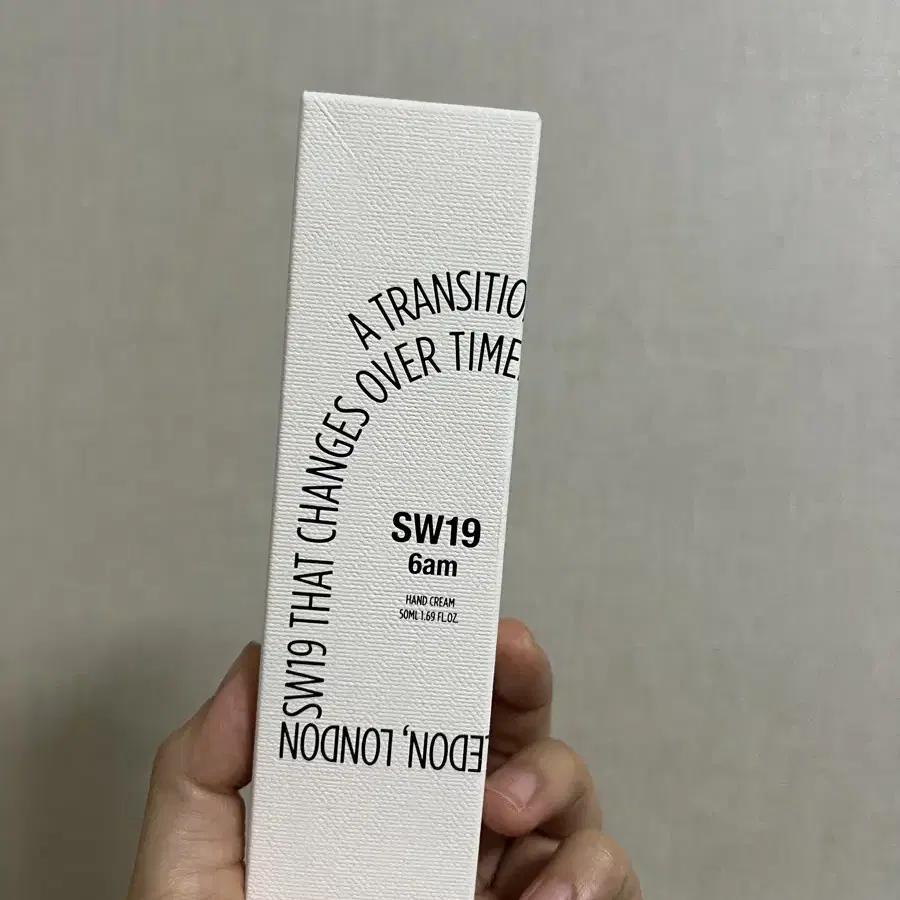 A TRANSITIO
SW19 THAT CHANGES OVER TIME
SW19
6am
HAND CREAM
50ML 1.69 FL.OZ.
EDON, LONDON